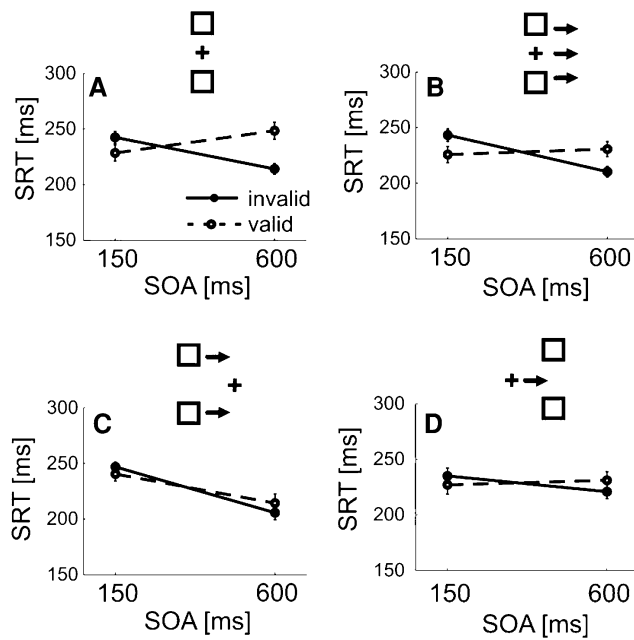 A
SRT [ms]
300
250
200
150
invalid
valid
150 600
SOA [ms]
B
SRT [ms]
300
250
200
150
150 600
SOA [ms]
C
SRT [ms]
300
250
200
150
150 600
SOA [ms]
D
SRT [ms]
300
250
200
150
150 600
SOA [ms]